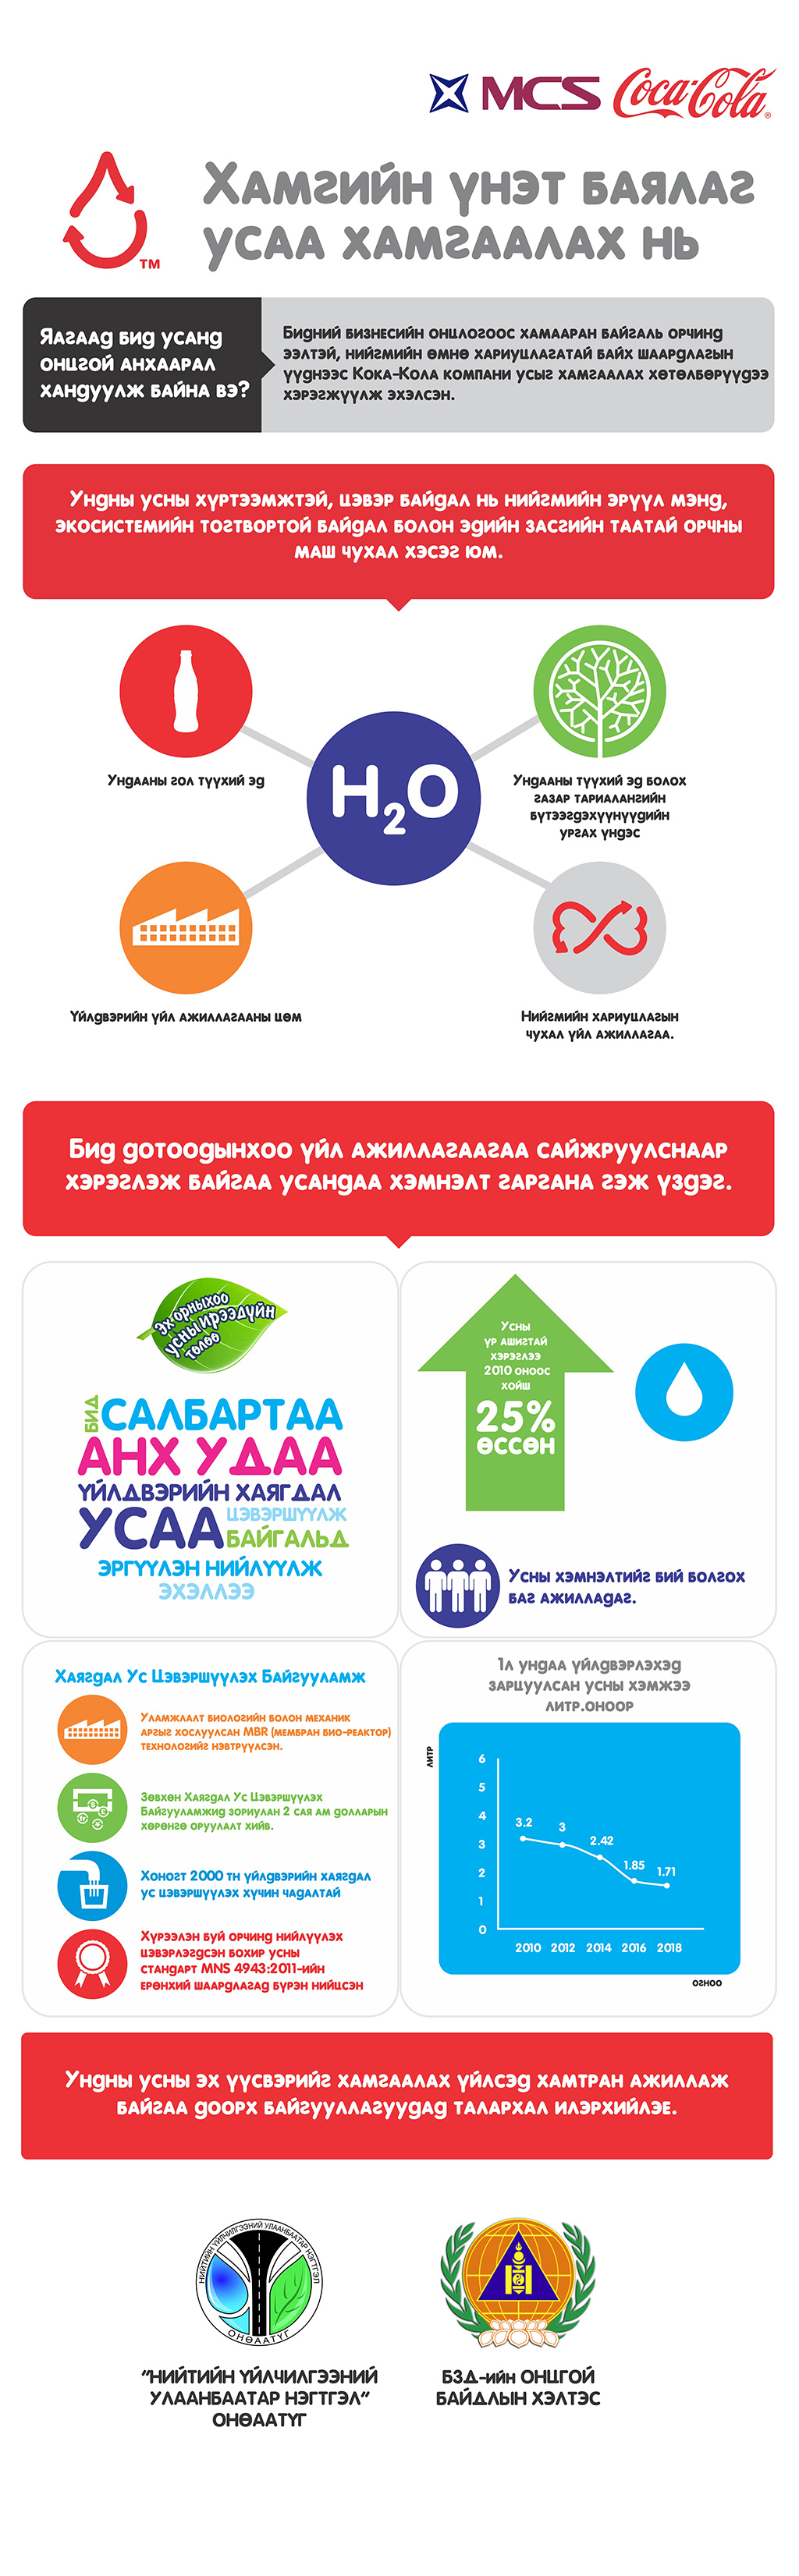 MCS Coca-Cola
Хамгийн үнэт баялаг
усаа хамгаалах нь
TM
Яагаад бид усанд
онцгой анхаарал
хандуулж байна вэ?
Бидний бизнесийн онцлогоос хамааран байгаль орчинд
ээлтэй, нийгмийн өмнө хариуцлагатай байх шаардлагын
үүднээс Кока-Кола компани усыг хамгаалах хөтөлбөрүүдээ
хэрэгжүүлж эхэлсэн.
Ундны усны хүртээмжтэй, цэвэр байдал нь нийгмийн эрүүл мэнд,
экосистемийн тогтвортой байдал болон эдийн засгийн таатай орчны
маш чухал хэсэг юм.
H2O
Ундааны гол түүхий эд
Ундааны түүхий эд болох
газар тариалангийн
бүтээгдэхүүнүүдийн
ургах үндэс
Үйлдвэрийн үйл ажиллагааны цөм
Нийгмийн хариуцлагын
чухал үйл ажиллагаа.
Бид дотоодынхоо үйл ажиллагаагаа сайжруулснаар
хэрэглэж байгаа усандаа хэмнэлт гаргана гэж үздэг.
Эх орныхоо
усны ирээдүйн
төлөө
БИД
САЛБАРТАА
АНХ УДАА
ҮЙЛДВЭРИЙН ХАЯГДАЛ
УСАА
ЦЭВЭРШҮҮЛЖ
БАЙГАЛЬД
ЭРГҮҮЛЭН НИЙЛҮҮЛЖ
ЭХЭЛЛЭЭ
Усны
үр ашигтай
хэрэглээ
2010 оноос
хойш
25%
өссөн
Усны хэмнэлтийг бий болгох
баг ажилладаг.
Хаягдал Ус Цэвэршүүлэх Байгууламж
Уламжлалт биологийн болон механик
аргыг хослуулсан MBR (мембран био-реактор)
технологийг нэвтрүүлсэн.
Зөвхөн Хаягдал Ус Цэвэршүүлэх
Байгууламжид зориулан 2 сая ам долларын
хөрөнгө оруулалт хийв.
Хоногт 2000 тн үйлдвэрийн хаягдал
ус цэвэршүүлэх хүчин чадалтай
Хүрээлэн буй орчинд нийлүүлэх
цэвэрлэгдсэн бохир усны
стандарт MNS 4943:2011-ийн
ерөнхий шаардлагад бүрэн нийцсэн
1л ундаа үйлдвэрлэхэд
зарцуулсан усны хэмжээ
литр.оноор
литр
6
5
4
3
2
1
0
3.2
3
2.42
1.85
1.71
2010 2012 2014 2016 2018
огноо
Ундны усны эх үүсвэрийг хамгаалах үйлсэд хамтран ажиллаж
байгаа доорх байгууллагуудад талархал илэрхийлэе.
НИЙТИЙН ҮЙЛЧИЛГЭЭНИЙ УЛААНБААТАР НЭГТГЭЛ
ОНӨААТҮГ
"НИЙТИЙН ҮЙЛЧИЛГЭЭНИЙ
УЛААНБААТАР НЭГТГЭЛ"
ОНӨААТҮГ
БЗД-ийн ОНЦГОЙ
БАЙДЛЫН ХЭЛТЭС